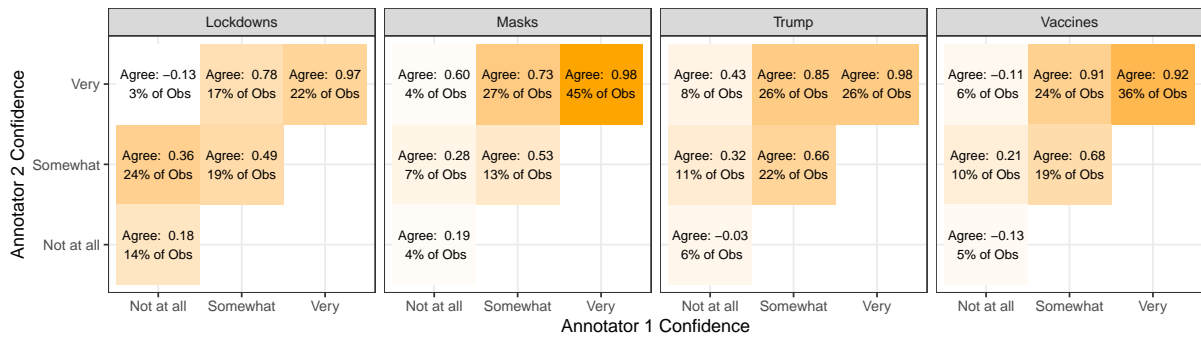 Lockdowns Masks Trump Vaccines
Annotator 2 Confidence
Very
Agree: −0.13 Agree: 0.78 Agree: 0.97 Agree: 0.60 Agree: 0.73 Agree: 0.98 Agree: 0.43 Agree: 0.85 Agree: 0.98 Agree: −0.11 Agree: 0.91 Agree: 0.92
3% of Obs 17% of Obs 22% of Obs 4% of Obs 27% of Obs 45% of Obs 8% of Obs 26% of Obs 26% of Obs 6% of Obs 24% of Obs 36% of Obs
Somewhat
Agree: 0.36 Agree: 0.49 Agree: 0.28 Agree: 0.53 Agree: 0.32 Agree: 0.66 Agree: 0.21 Agree: 0.68
24% of Obs 19% of Obs 7% of Obs 13% of Obs 11% of Obs 22% of Obs 10% of Obs 19% of Obs
Not at all
Agree: 0.18 Agree: 0.19 Agree: −0.03 Agree: −0.13
14% of Obs 4% of Obs 6% of Obs 5% of Obs
Not at all Somewhat Very Not at all Somewhat Very Not at all Somewhat Very Not at all Somewhat Very
Annotator 1 Confidence